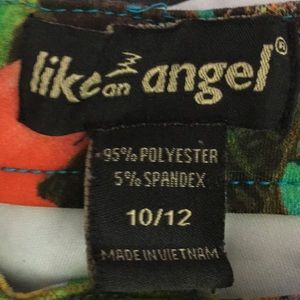 like an angel®
95% POLYESTER
5% SPANDEX
10/12
MADE IN VIETNAM